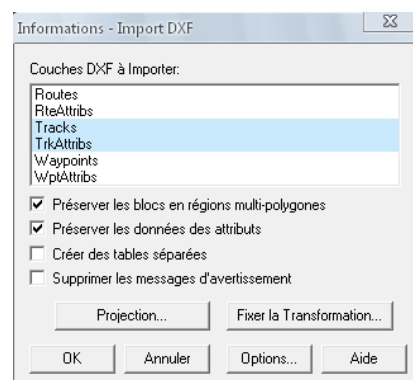 Informations - Import DXF
Couches DXF à Importer:
Routes
RteAttribs
Tracks
TrkAttribs
Waypoints
WptAttribs
Préserver les blocs en régions multi-polygones
Préserver les données des attributs
Créer des tables séparées
Supprimer les messages d'avertissement
Projection... Fixer la Transformation...
OK Annuler Options... Aide